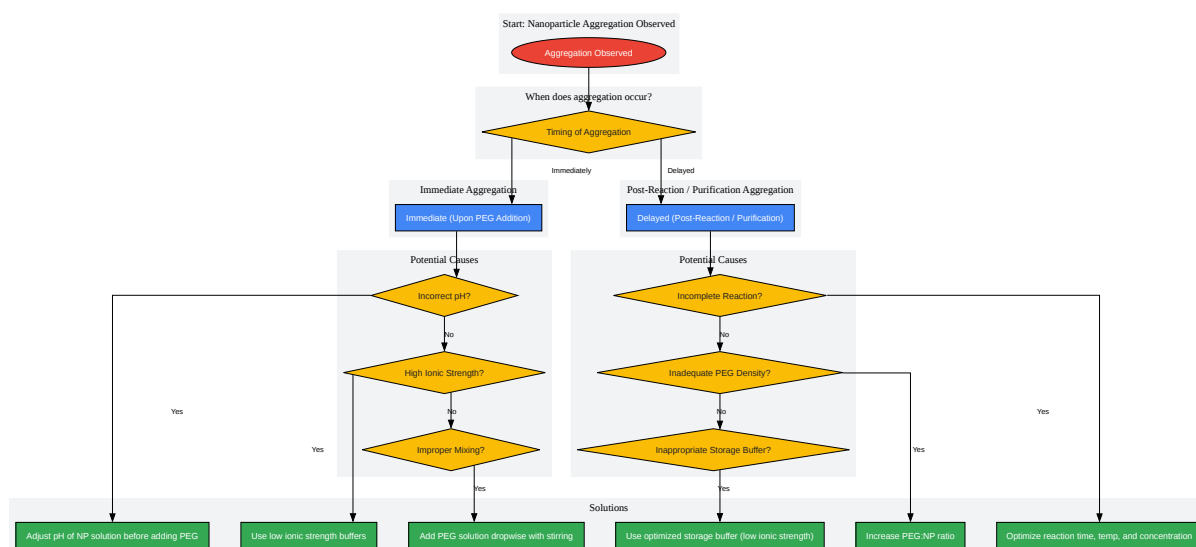 Start: Nanoparticle Aggregation Observed
Aggregation Observed
When does aggregation occur?
Timing of Aggregation
Immediately
Delayed
Immediate Aggregation
Post-Reaction / Purification Aggregation
Immediate (Upon PEG Addition)
Delayed (Post-Reaction / Purification)
Potential Causes
Potential Causes
Incorrect pH?
Incomplete Reaction?
No
No
High Ionic Strength?
Inadequate PEG Density?
Yes
No
No
Yes
Yes
Improper Mixing?
Inappropriate Storage Buffer?
Yes
Yes
Yes
Solutions
Adjust pH of NP solution before adding PEG
Use low ionic strength buffers
Add PEG solution dropwise with stirring
Use optimized storage buffer (low ionic strength)
Increase PEG:NP ratio
Optimize reaction time, temp, and concentration